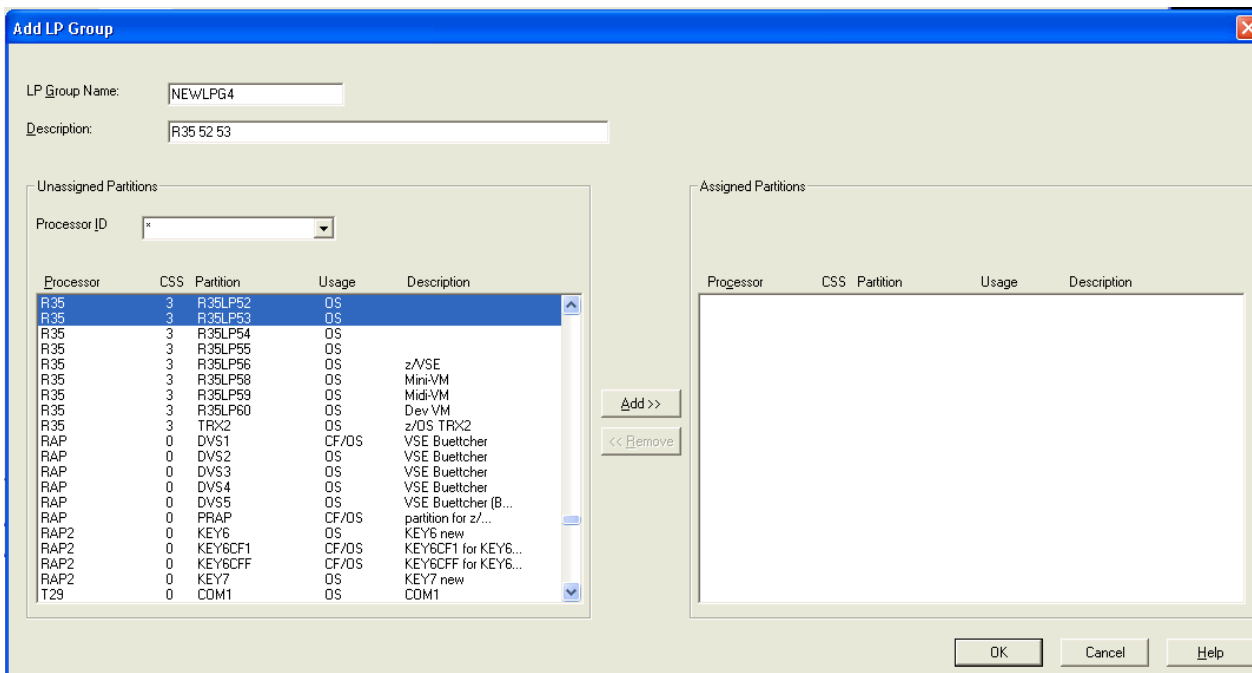 Add LP Group
LP Group Name: NEWLPG4
Description: R35 52 53
Unassigned Partitions
Processor ID *
Processor CSS Partition Usage Description
R35 3 R35LP52 OS
R35 3 R35LP53 OS
R35 3 R35LP54 OS
R35 3 R35LP55 OS
R35 3 R35LP56 OS z/VSE
R35 3 R35LP58 OS Mini-VM
R35 3 R35LP59 OS Midi-VM
R35 3 R35LP60 OS Dev VM
R35 3 TRX2 OS z/OS TRX2
RAP 0 DVS1 CF/OS VSE Buettcher
RAP 0 DVS2 OS VSE Buettcher
RAP 0 DVS3 OS VSE Buettcher
RAP 0 DVS4 OS VSE Buettcher
RAP 0 DVS5 OS VSE Buettcher (B...
RAP 0 PRAP CF/OS partition for z/...
RAP2 0 KEY6 OS KEY6 new
RAP2 0 KEY6CF1 CF/OS KEY6CF1 for KEY6...
RAP2 0 KEY6CFF CF/OS KEY6CFF for KEY6...
RAP2 0 KEY7 OS KEY7 new
T29 0 COM1 OS COM1
Add >>
<< Remove
Assigned Partitions
Processor CSS Partition Usage Description
OK Cancel Help